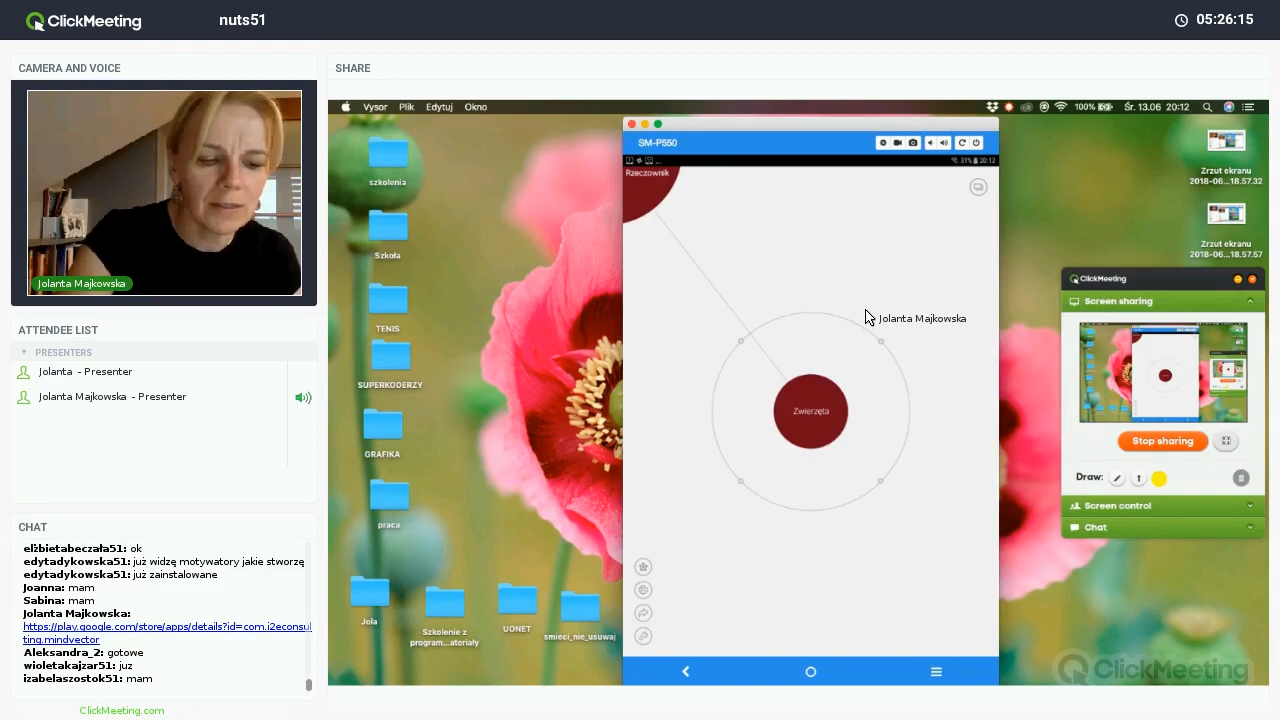 ClickMeeting
nuts51
05:26:15
CAMERA AND VOICE
Jolanta Majkowska
ATTENDEE LIST
PRESENTERS
Jolanta - Presenter
Jolanta Majkowska - Presenter
CHAT
elżbietabeczała51: ok
edytadykowska51: już widzę motywatory jakie stworzę
edytadykowska51: już zainstalowane
Joanna: mam
Sabina: mam
Jolanta Majkowska:
https://play.google.com/store/apps/details?id=com.i2econsul
ting.mindvector
Aleksandra_2: gotowe
wioletakajzar51: juz
izabelaszostok51: mam
ClickMeeting.com
SHARE
Vysor Plik Edytuj Okno
100% Śr. 13.06 20:12
szkolenia
Szkoła
TENIS
SUPERKODERZY
GRAFIKA
praca
Jola
Szkolenie z
program...ateriały
UONET
smieci_nie_usuwaj
SM-P550
31% 20:12
Rzeczownik
Jolanta Majkowska
Zwierzęta
Zrzut ekranu
2018-06...18.57.32
Zrzut ekranu
2018-06...18.57.57
ClickMeeting
Screen sharing
Stop sharing
Draw:
Screen control
Chat
ClickMeeting